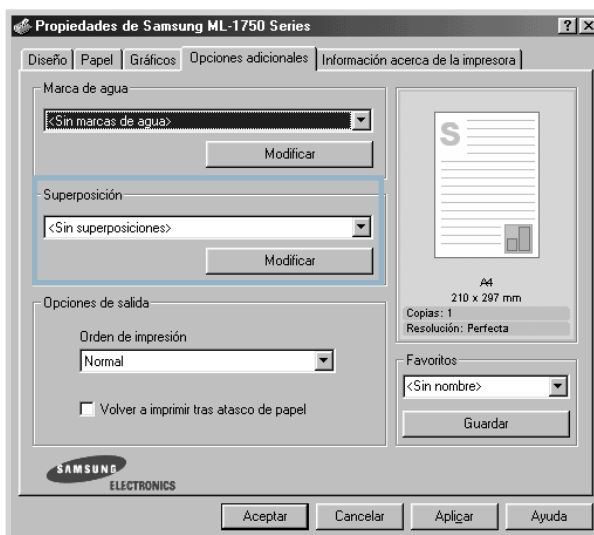 Propiedades de Samsung ML-1750 Series
Diseño Papel Gráficos Opciones adicionales Información acerca de la impresora
Marca de agua
<Sin marcas de agua>
Modificar
Superposición
<Sin superposiciones>
Modificar
Opciones de salida
Orden de impresión
Normal
Volver a imprimir tras atasco de papel
SAMSUNG
ELECTRONICS
S
A4
210 x 297 mm
Copias: 1
Resolución: Perfecta
Favoritos
<Sin nombre>
Guardar
Aceptar Cancelar Aplicar Ayuda